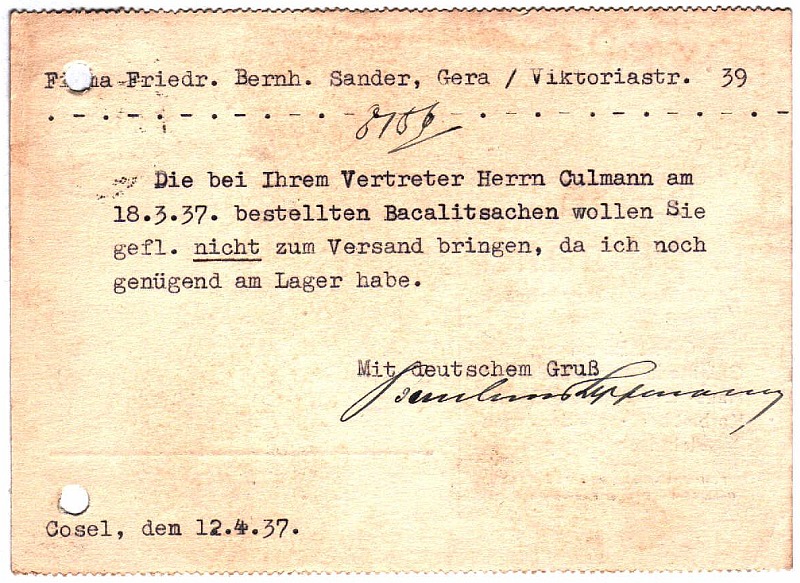 Firma Friedr. Bernh. Sander, Gera / Viktoriastr. 39
Die bei Ihrem Vertreter Herrn Culmann am
18.3.37. bestellten Bacalitsachen wollen Sie
gefl. nicht zum Versand bringen, da ich noch
genügend am Lager habe.
Mit deutschem Gruß
Cosel, den 12.4.37.